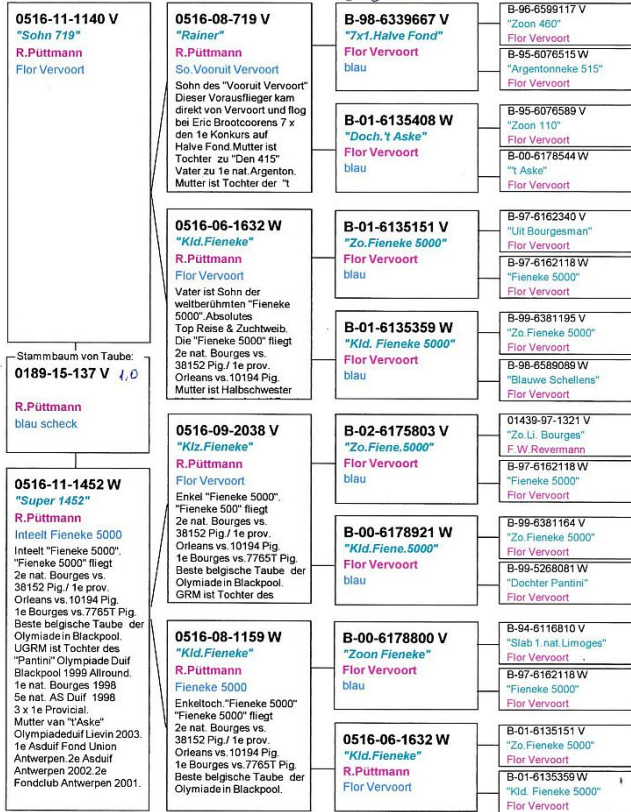 0516-11-1140 V
"Sohn 719"
R.Püttmann
Flor Vervoort
Stammbaum von Taube:
0189-15-137 V 1,0
R.Püttmann
blau scheck
0516-11-1452 W
"Super 1452"
R.Püttmann
Inteelt Fieneke 5000
Inteelt "Fieneke 5000".
"Fieneke 5000" fliegt
2e nat. Bourges vs.
38152 Pig./ 1e prov.
Orleans vs.10194 Pig.
1e Bourges vs.7765T Pig.
Beste belgische Taube der
Olymiade in Blackpool.
UGRM ist Tochter des
"Pantini" Olympiade Duif
Blackpool 1999 Allround.
1e nat. Bourges 1998
5e nat. AS Duif 1998
3 x 1e Provicial.
Mutter van "t'Aske"
Olympiadeduif Lievin 2003.
1e Asduif Fond Union
Antwerpen.2e Asduif
Antwerpen 2002.2e
Fondclub Antwerpen 2001.
0516-08-719 V
"Rainer"
R.Püttmann
So.Vooruit Vervoort
Sohn des "Vooruit Vervoort"
Dieser Vorausflieger kam
direkt von Vervoort und flog
bei Eric Brootcoorens 7 x
den 1e Konkurs auf
Halve Fond.Mutter ist
Tochter zu "Den 415"
Vater zu 1e nat.Argenton.
Mutter ist Tochter der "t
0516-06-1632 W
"Kld.Fieneke"
R.Püttmann
Flor Vervoort
Vater ist Sohn der
weltberühmten "Fieneke
5000".Absolutes
Top Reise & Zuchtweib.
Die "Fieneke 5000" fliegt
2e nat. Bourges vs.
38152 Pig./ 1e prov.
Orleans vs.10194 Pig.
Mutter ist Halbschwester
0516-09-2038 V
"Klz.Fieneke"
R.Püttmann
Flor Vervoort
Enkel "Fieneke 5000".
"Fieneke 500" fliegt
2e nat. Bourges vs.
38152 Pig./ 1e prov.
Orleans vs.10194 Pig.
1e Bourges vs.7765T Pig.
Beste belgische Taube der
Olymiade in Blackpool.
GRM ist Tochter des
0516-08-1159 W
"Kld.Fieneke"
R.Püttmann
Fieneke 5000
Enkeltoch."Fieneke 5000"
"Fieneke 5000" fliegt
2e nat. Bourges vs.
38152 Pig./ 1e prov.
Orleans vs.10194 Pig.
1e Bourges vs.7765T Pig.
Beste belgische Taube der
Olymiade in Blackpool.
B-98-6339667 V
"7x1.Halve Fond"
Flor Vervoort
blau
B-01-6135408 W
"Doch.'t Aske"
Flor Vervoort
blau
B-01-6135151 V
"Zo.Fieneke 5000"
Flor Vervoort
blau
B-01-6135359 W
"Kld. Fieneke 5000"
Flor Vervoort
blau
B-02-6175803 V
"Zo.Fiene.5000"
Flor Vervoort
blau
B-00-6178921 W
"Kld.Fiene.5000"
Flor Vervoort
blau
B-00-6178800 V
"Zoon Fieneke"
Flor Vervoort
blau
0516-06-1632 W
"Kld.Fieneke"
R.Püttmann
Flor Vervoort
B-96-6599117 V
"Zoon 460"
Flor Vervoort
B-95-6076515 W
"Argentonneke 515"
Flor Vervoort
B-95-6076589 V
"Zoon 110"
Flor Vervoort
B-00-6178544 W
"'t Aske"
Flor Vervoort
B-97-6162340 V
"Uit Bourgesman"
Flor Vervoort
B-97-6162118 W
"Fieneke 5000"
Flor Vervoort
B-99-6381195 V
"Zo.Fieneke 5000"
Flor Vervoort
B-98-6589089 W
"Blauwe Schellens"
Flor Vervoort
01439-97-1321 V
"Zo.Li. Bourges"
F.W.Revermann
B-97-6162118 W
"Fieneke 5000"
Flor Vervoort
B-99-6381164 V
"Zo.Fieneke 5000"
Flor Vervoort
B-99-5268081 W
"Dochter Pantini"
Flor Vervoort
B-94-6116810 V
"Slab 1.nat.Limoges"
Flor Vervoort
B-97-6162118 W
"Fieneke 5000"
Flor Vervoort
B-01-6135151 V
"Zo.Fieneke 5000"
Flor Vervoort
B-01-6135359 W
"Kld. Fieneke 5000"
Flor Vervoort